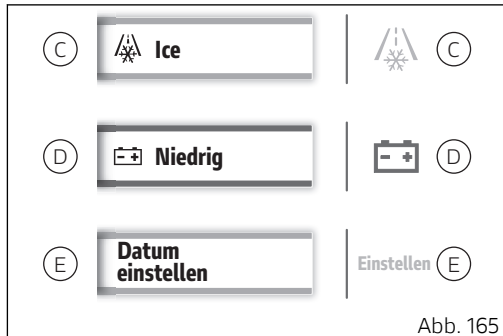 C Ice C
D Niedrig D
E Datum
einstellen Einstellen E
Abb. 165